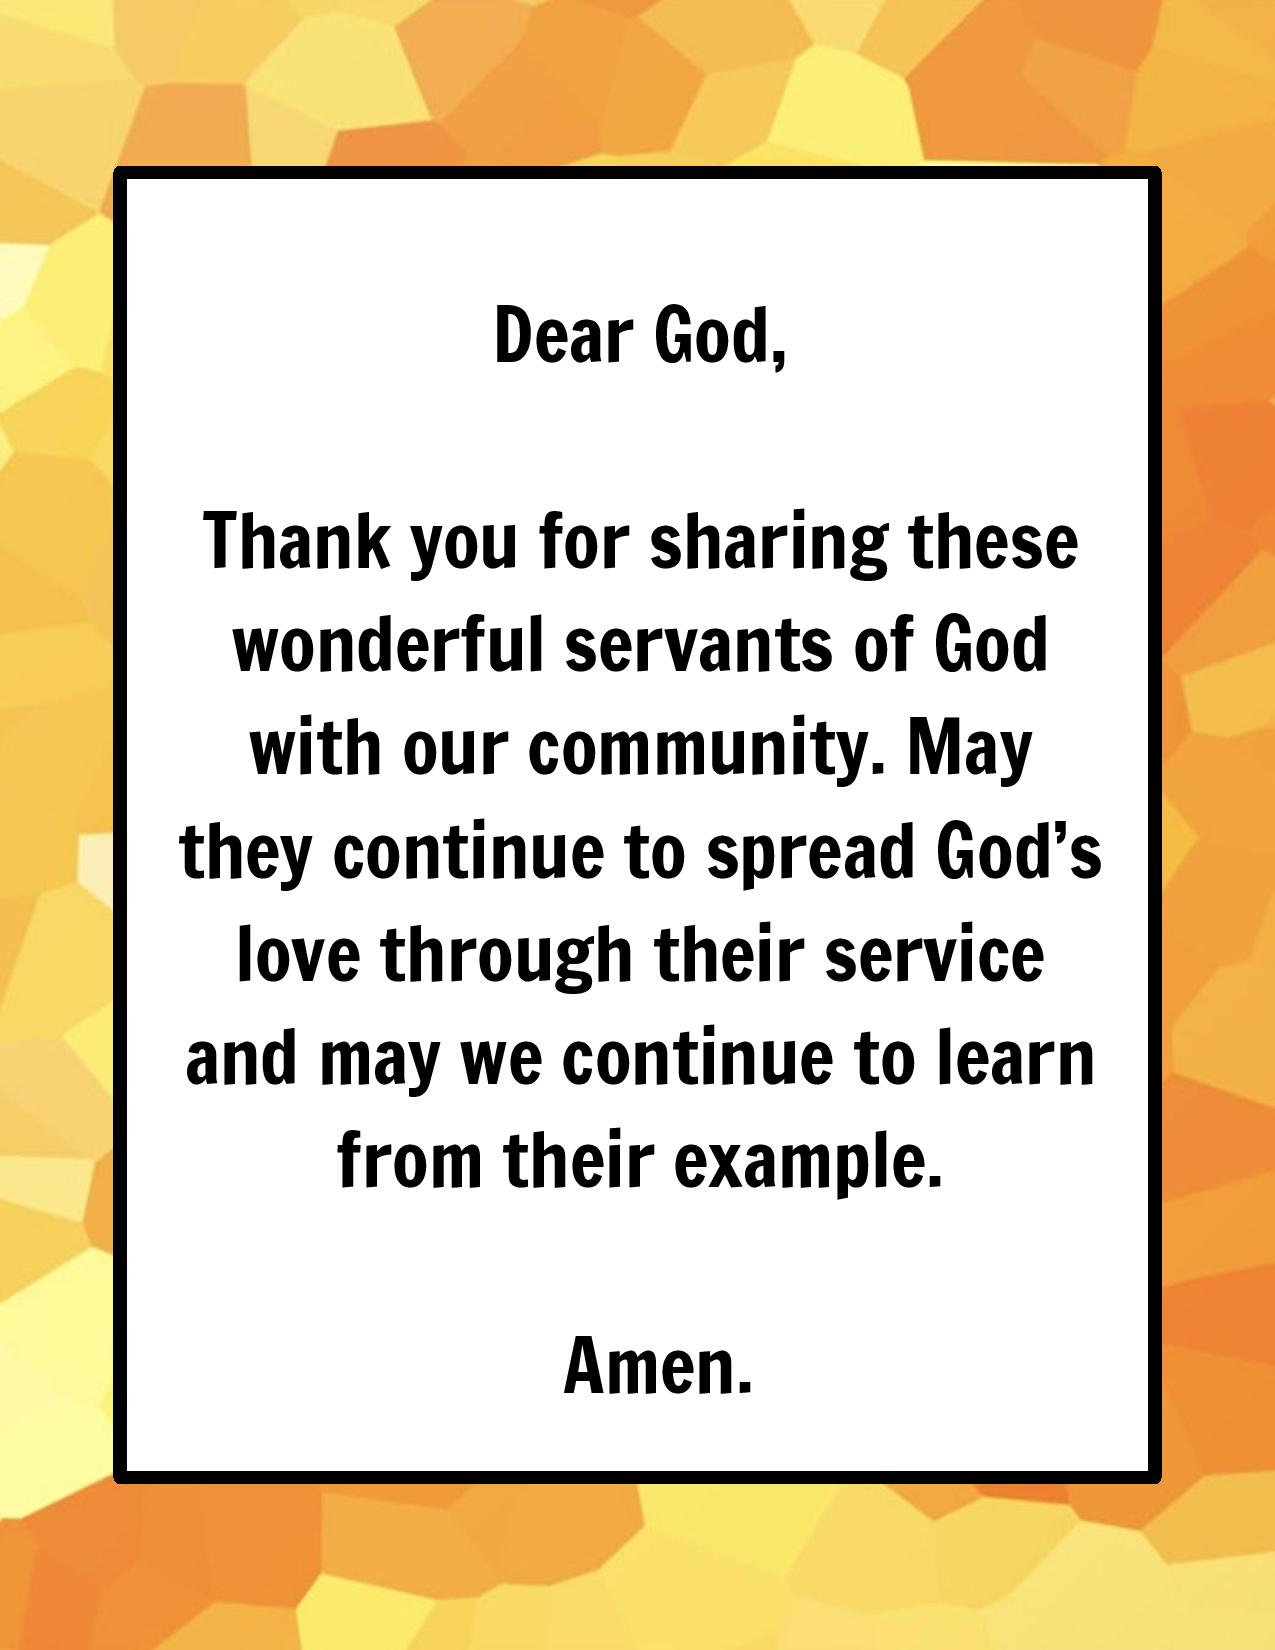 Dear God,
Thank you for sharing these
wonderful servants of God
with our community. May
they continue to spread God’s
love through their service
and may we continue to learn
from their example.
Amen.